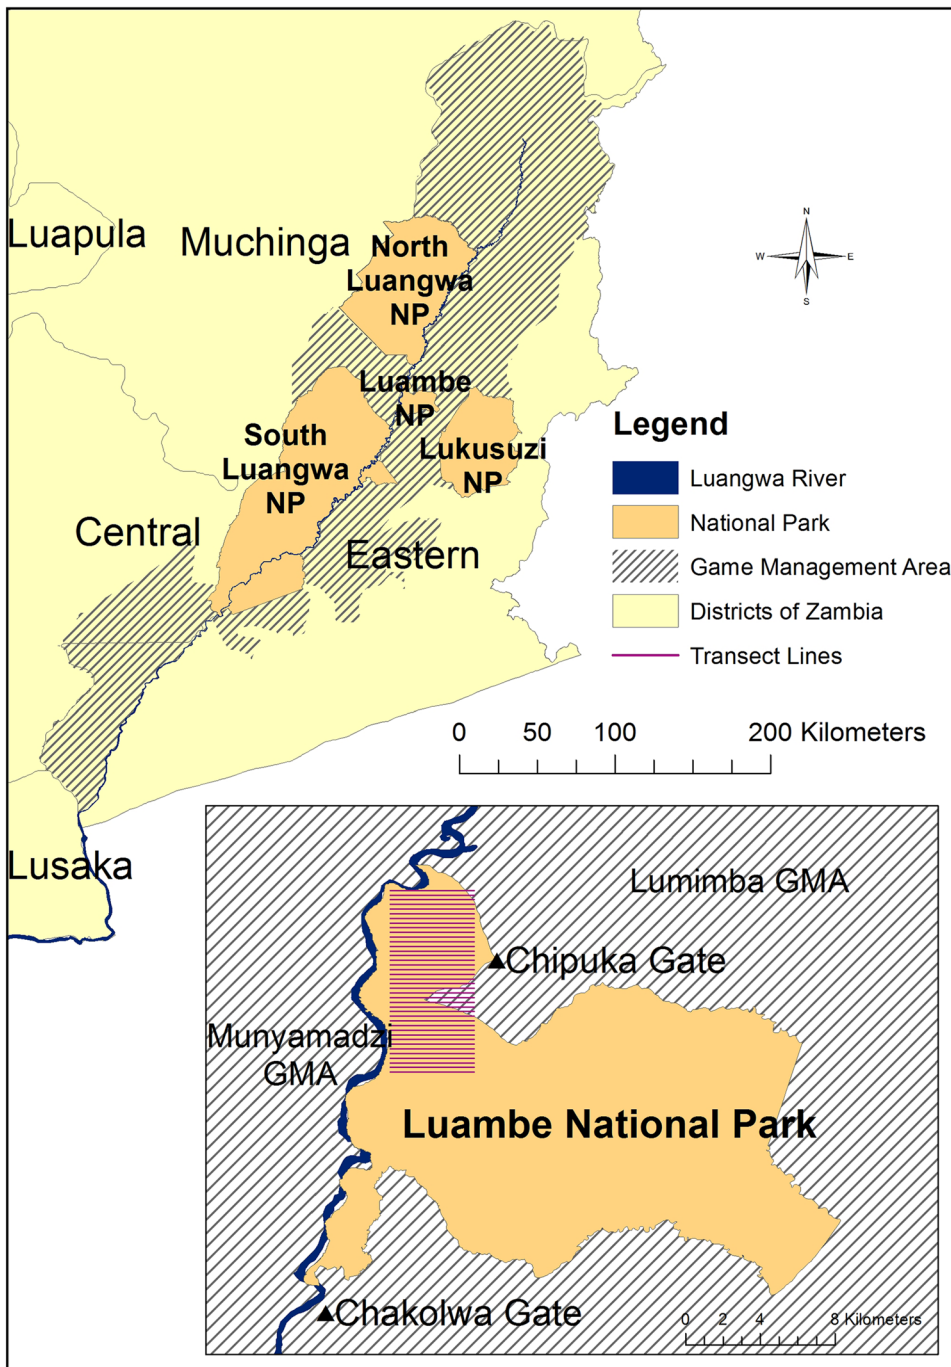 N
W E
S
Luapula
Muchinga
North
Luangwa
NP
Luambe
NP
South
Luangwa
NP
Lukusuzi
NP
Central
Eastern
Lusaka
Legend
Luangwa River
National Park
Game Management Area
Districts of Zambia
Transect Lines
0 50 100 200 Kilometers
Lumimba GMA
Chipuka Gate
Munyamadzi
GMA
Luambe National Park
Chakolwa Gate
0 2 4 8 Kilometers